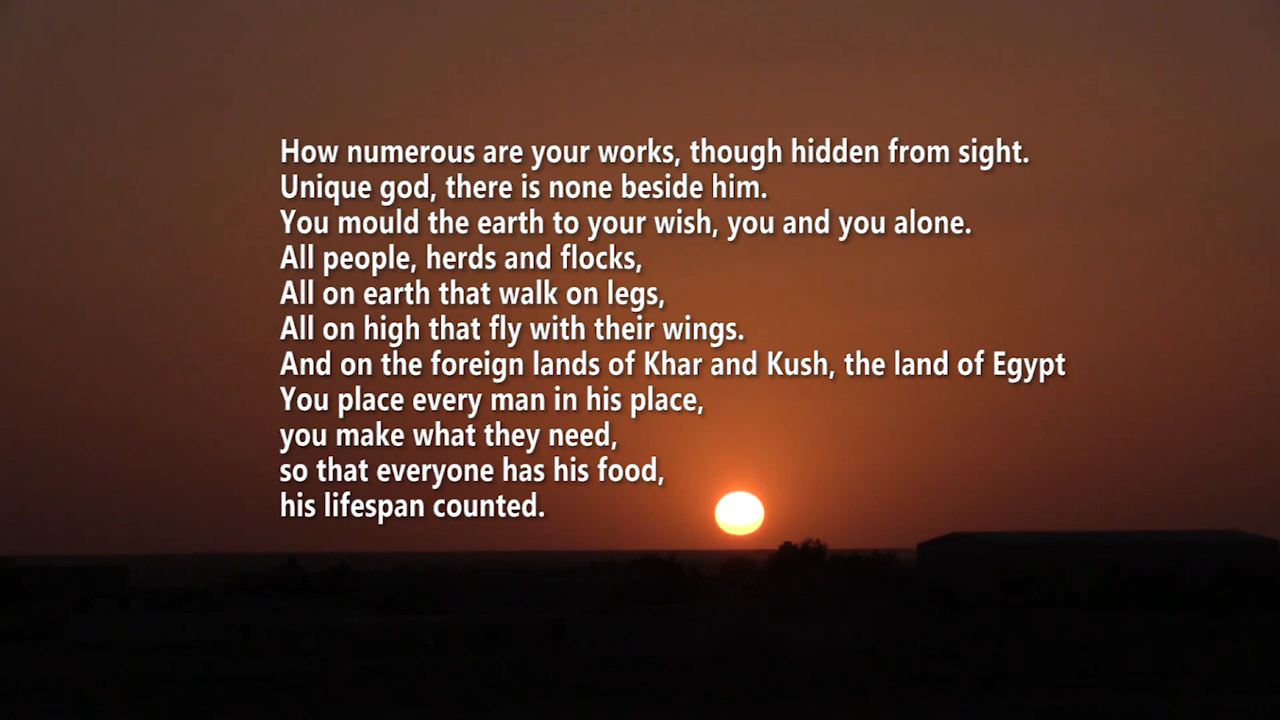 How numerous are your works, though hidden from sight.
Unique god, there is none beside him.
You mould the earth to your wish, you and you alone.
All people, herds and flocks,
All on earth that walk on legs,
All on high that fly with their wings.
And on the foreign lands of Khar and Kush, the land of Egypt
You place every man in his place,
you make what they need,
so that everyone has his food,
his lifespan counted.